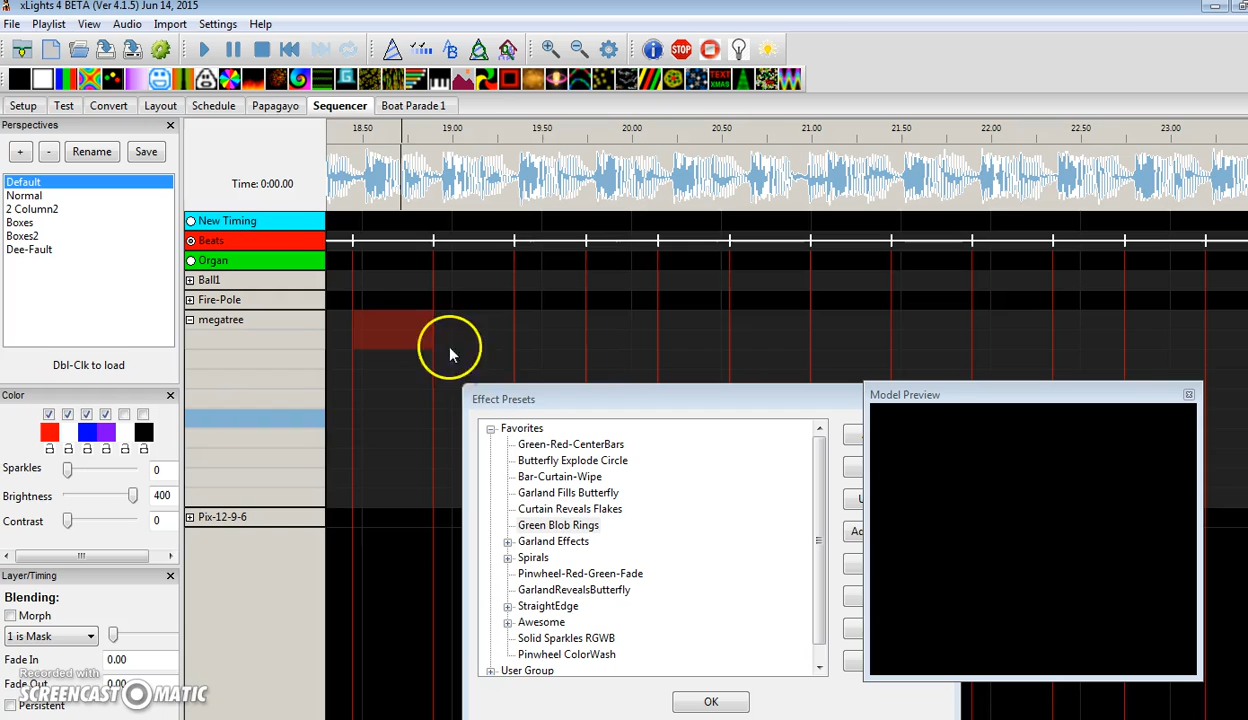 xLights 4 BETA (Ver 4.1.5) Jun 14, 2015
File Playlist View Audio Import Settings Help
TEXT XMAS
Setup Test Convert Layout Schedule Papagayo Sequencer Boat Parade 1
Perspectives
+ - Rename Save
Default
Normal
2 Column2
Boxes
Boxes2
Dee-Fault
Dbl-Clk to load
Color
Sparkles 0
Brightness 400
Contrast 0
Layer/Timing
Blending:
Morph
1 is Mask
Fade In 0.00
Fade Out 0.00
Persistent
Recorded with
SCREENCAST-O-MATIC
18.50 19.00 19.50 20.00 20.50 21.00 21.50 22.00 22.50 23.00
Time: 0:00.00
New Timing
Beats
Organ
Ball1
Fire-Pole
megatree
Pix-12-9-6
Effect Presets
Favorites
Green-Red-CenterBars
Butterfly Explode Circle
Bar-Curtain-Wipe
Garland Fills Butterfly
Curtain Reveals Flakes
Green Blob Rings
Garland Effects
Spirals
Pinwheel-Red-Green-Fade
GarlandRevealsButterfly
StraightEdge
Awesome
Solid Sparkles RGWB
Pinwheel ColorWash
User Group
OK
Model Preview